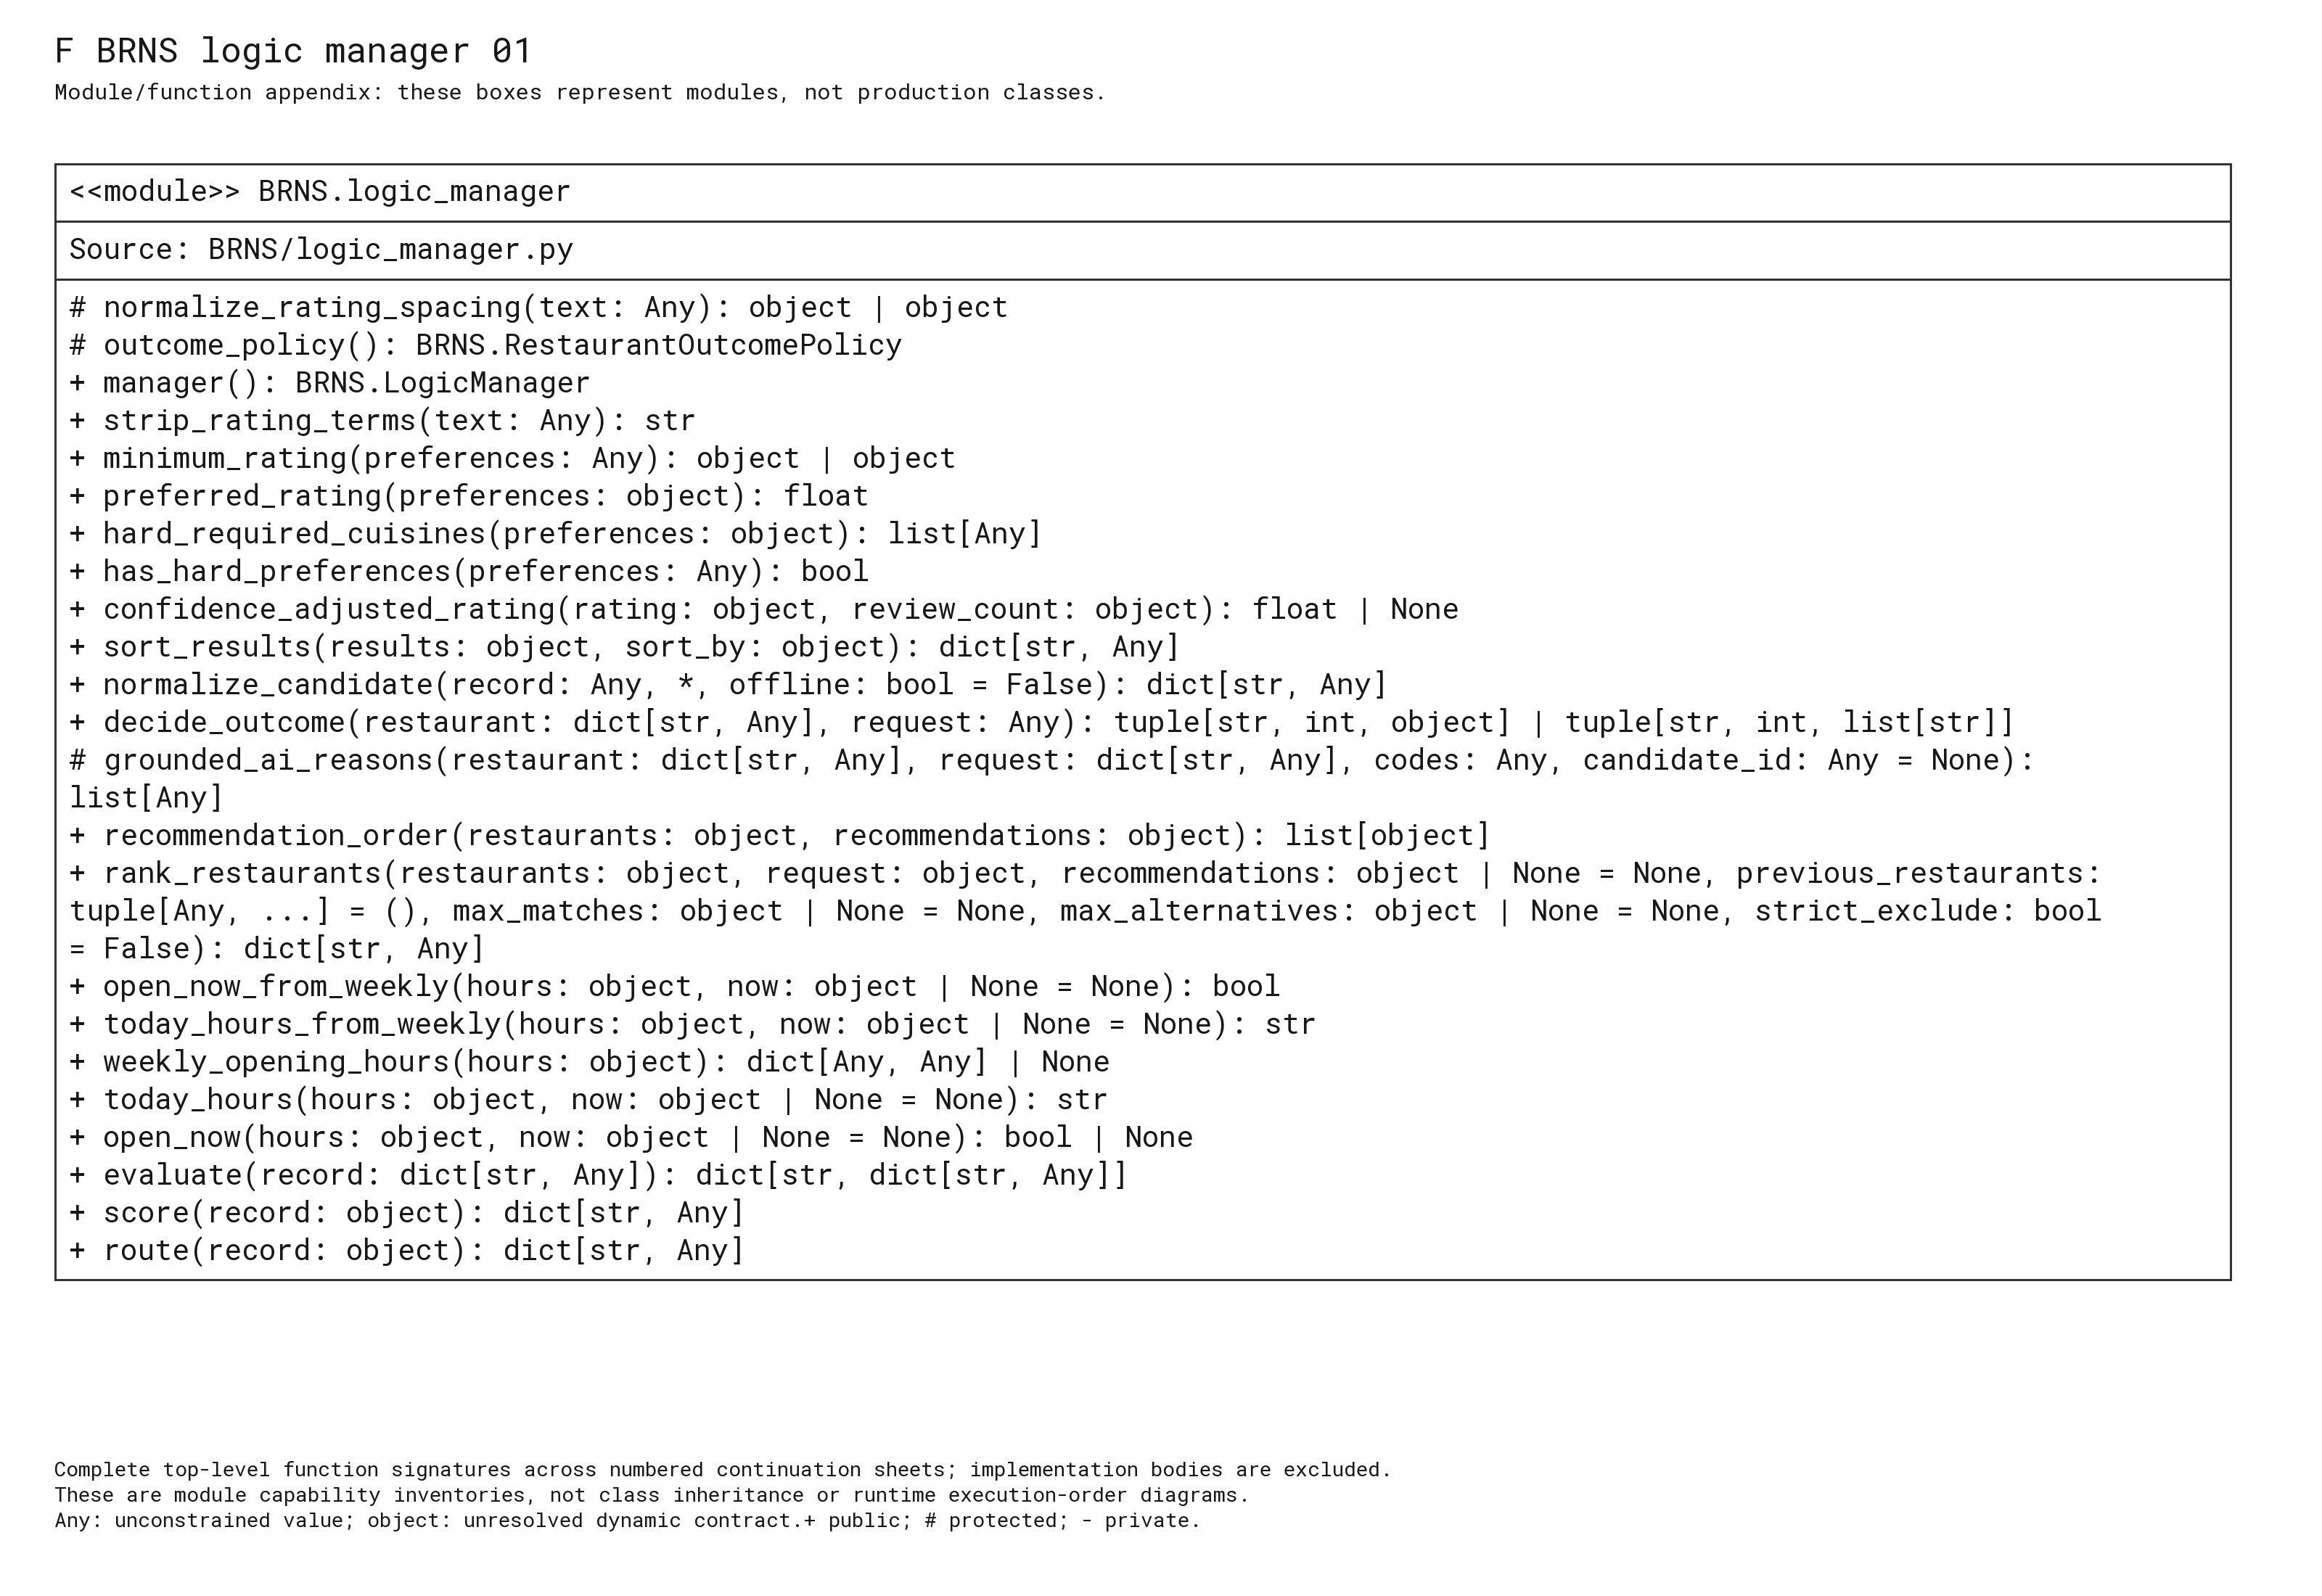 F BRNS logic manager 01
Module/function appendix: these boxes represent modules, not production classes.
<<module>> BRNS.logic_manager
Source: BRNS/logic_manager.py
# normalize_rating_spacing(text: Any): object | object
# outcome_policy(): BRNS.RestaurantOutcomePolicy
+ manager(): BRNS.LogicManager
+ strip_rating_terms(text: Any): str
+ minimum_rating(preferences: Any): object | object
+ preferred_rating(preferences: object): float
+ hard_required_cuisines(preferences: object): list[Any]
+ has_hard_preferences(preferences: Any): bool
+ confidence_adjusted_rating(rating: object, review_count: object): float | None
+ sort_results(results: object, sort_by: object): dict[str, Any]
+ normalize_candidate(record: Any, *, offline: bool = False): dict[str, Any]
+ decide_outcome(restaurant: dict[str, Any], request: Any): tuple[str, int, object] | tuple[str, int, list[str]]
# grounded_ai_reasons(restaurant: dict[str, Any], request: dict[str, Any], codes: Any, candidate_id: Any = None):
list[Any]
+ recommendation_order(restaurants: object, recommendations: object): list[object]
+ rank_restaurants(restaurants: object, request: object, recommendations: object | None = None, previous_restaurants:
tuple[Any, ...] = (), max_matches: object | None = None, max_alternatives: object | None = None, strict_exclude: bool
= False): dict[str, Any]
+ open_now_from_weekly(hours: object, now: object | None = None): bool
+ today_hours_from_weekly(hours: object, now: object | None = None): str
+ weekly_opening_hours(hours: object): dict[Any, Any] | None
+ today_hours(hours: object, now: object | None = None): str
+ open_now(hours: object, now: object | None = None): bool | None
+ evaluate(record: dict[str, Any]): dict[str, dict[str, Any]]
+ score(record: object): dict[str, Any]
+ route(record: object): dict[str, Any]
Complete top-level function signatures across numbered continuation sheets; implementation bodies are excluded.
These are module capability inventories, not class inheritance or runtime execution-order diagrams.
Any: unconstrained value; object: unresolved dynamic contract.+ public; # protected; - private.